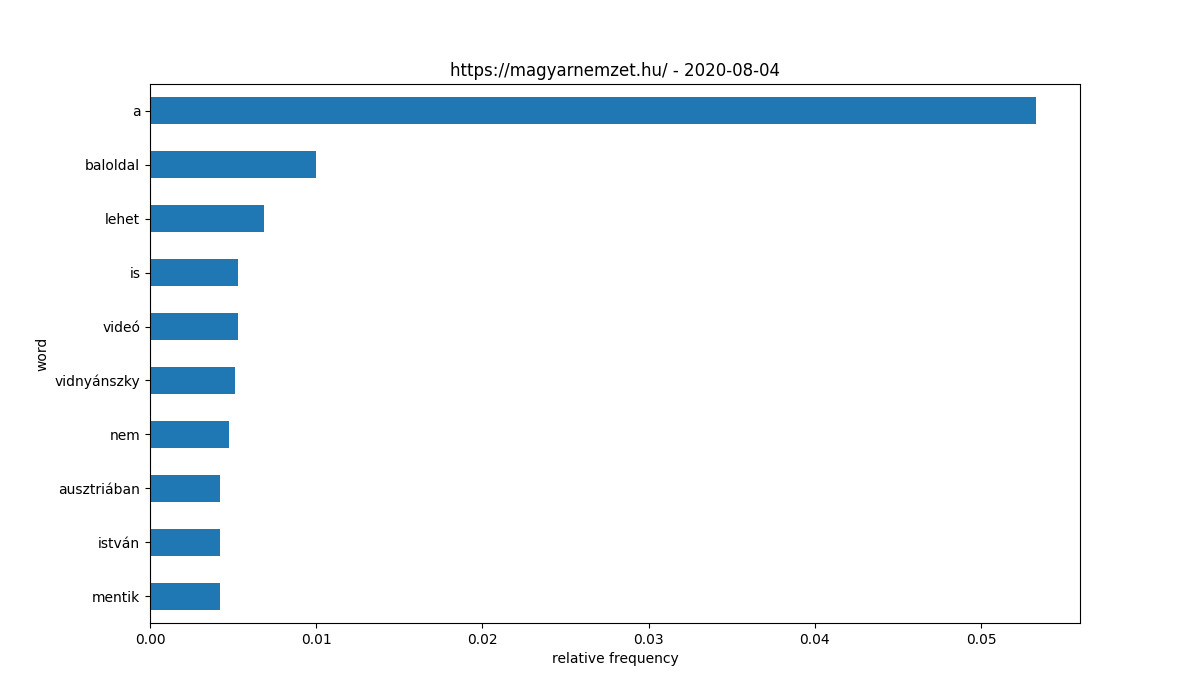 https://magyarnemzet.hu/ - 2020-08-04
a
baloldal
lehet
is
videó
vidnyánszky
nem
ausztriában
istván
mentik
word
0.00 0.01 0.02 0.03 0.04 0.05
relative frequency